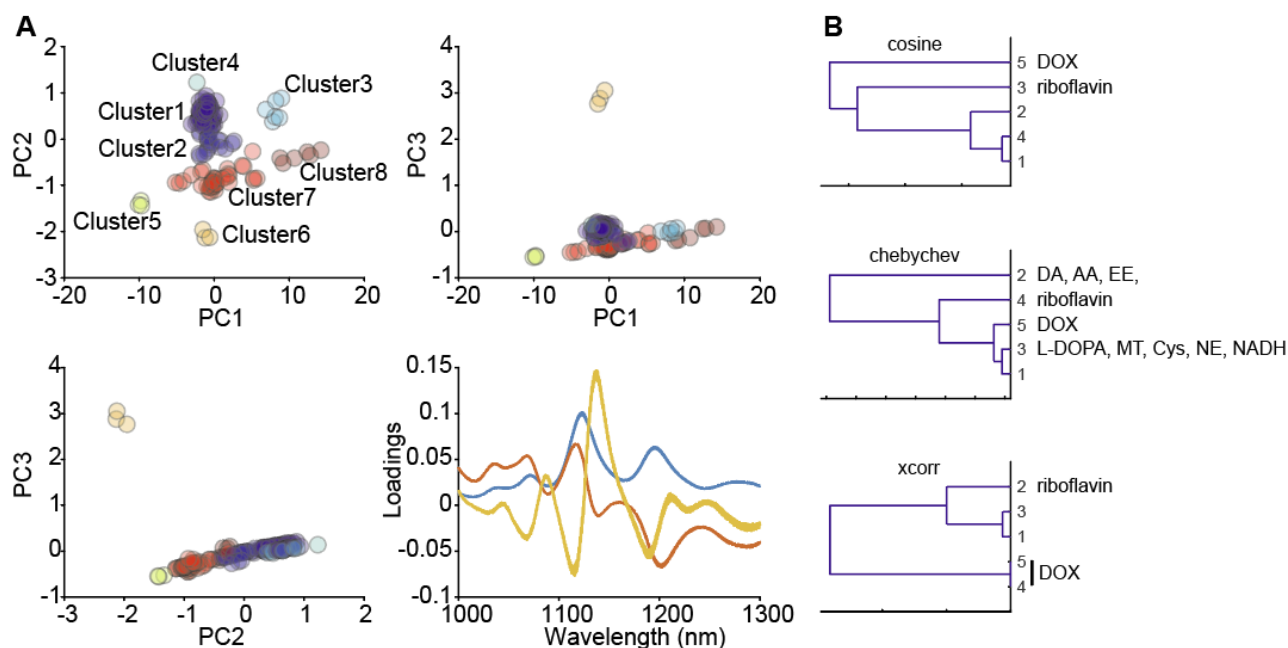 A
B
2
1
0
-1
-2
-3
-20
-10
0
10
20
PC1
PC2
Cluster4
Cluster3
Cluster1
Cluster2
Cluster8
Cluster7
Cluster5
Cluster6
4
3
2
1
0
-1
-20
-10
0
10
20
PC1
PC3
4
3
2
1
0
-1
-3
-2
-1
0
1
2
PC2
PC3
0.15
0.1
0.05
0
-0.05
-0.1
1000
1100
1200
1300
Wavelength (nm)
Loadings
cosine
5 DOX
3 riboflavin
2
4
1
chebychev
2 DA, AA, EE,
4 riboflavin
5 DOX
3 L-DOPA, MT, Cys, NE, NADH
1
xcorr
2 riboflavin
3
1
5
DOX
4